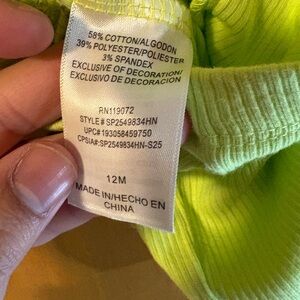 58% COTTON/ALGODON
39% POLYESTER/POLIESTER
3% SPANDEX
EXCLUSIVE OF DECORATION/
EXCLUSIVO DE DECORACION
RN119072
STYLE# SP2549834HN
UPC# 193058459750
CPSIA#:SP2549834HN-S25
12M
MADE IN/HECHO EN
CHINA